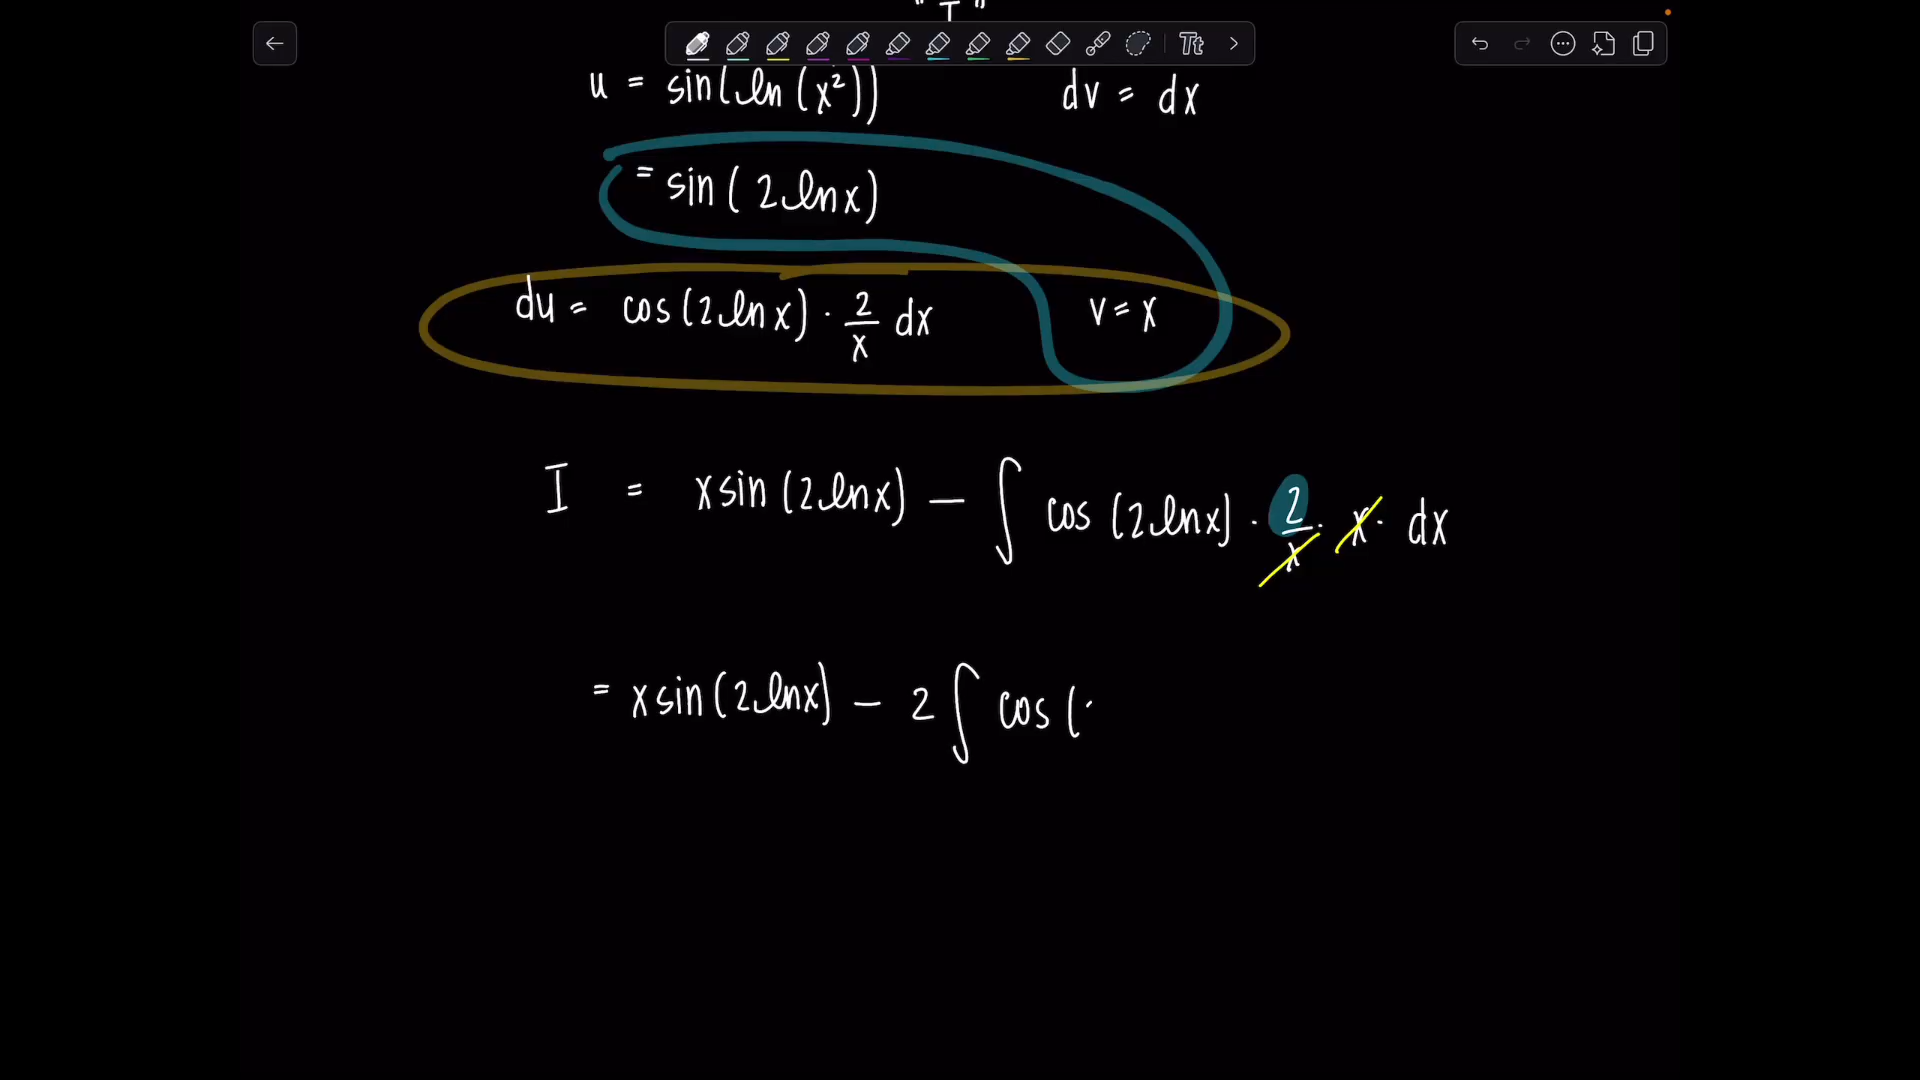 " I "
u = sin(ln(x²)) dv = dx
= sin(2lnx)
du = cos(2lnx) · 2/x dx v = x
I = xsin(2lnx) − ∫ cos(2lnx) · 2/x · x · dx
= xsin(2lnx) − 2∫ cos(